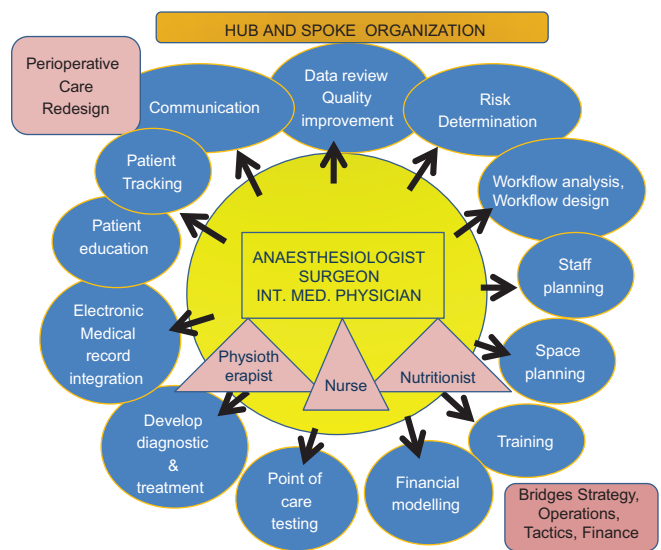 HUB AND SPOKE ORGANIZATION
Perioperative
Care
Redesign
Communication
Data review
Quality
improvement
Risk
Determination
Patient
Tracking
Workflow analysis,
Workflow design
Patient
education
ANAESTHESIOLOGIST
SURGEON
INT. MED. PHYSICIAN
Staff
planning
Electronic
Medical
record
integration
Physioth
erapist
Nurse
Nutritionist
Space
planning
Develop
diagnostic
&
treatment
Training
Point of
care
testing
Financial
modelling
Bridges Strategy,
Operations,
Tactics, Finance